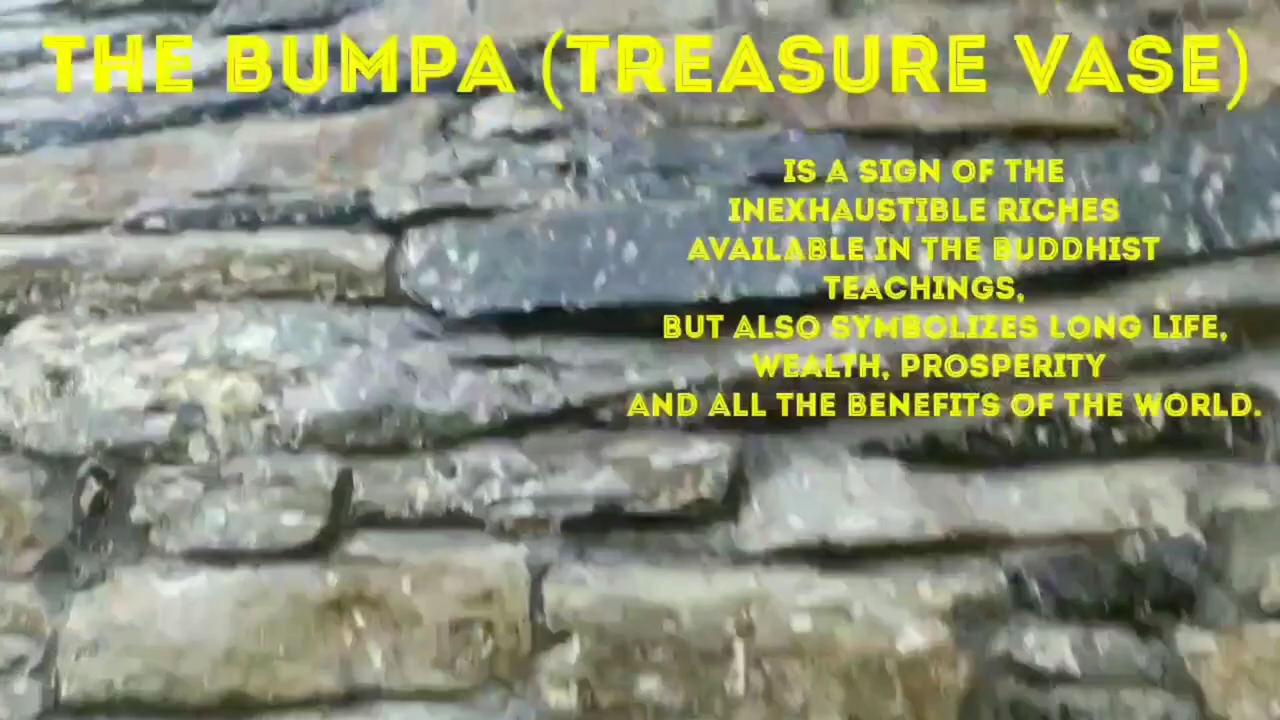 THE BUMPA (TREASURE VASE)
IS A SIGN OF THE
INEXHAUSTIBLE RICHES
AVAILABLE IN THE BUDDHIST
TEACHINGS,
BUT ALSO SYMBOLIZES LONG LIFE,
WEALTH, PROSPERITY
AND ALL THE BENEFITS OF THE WORLD.